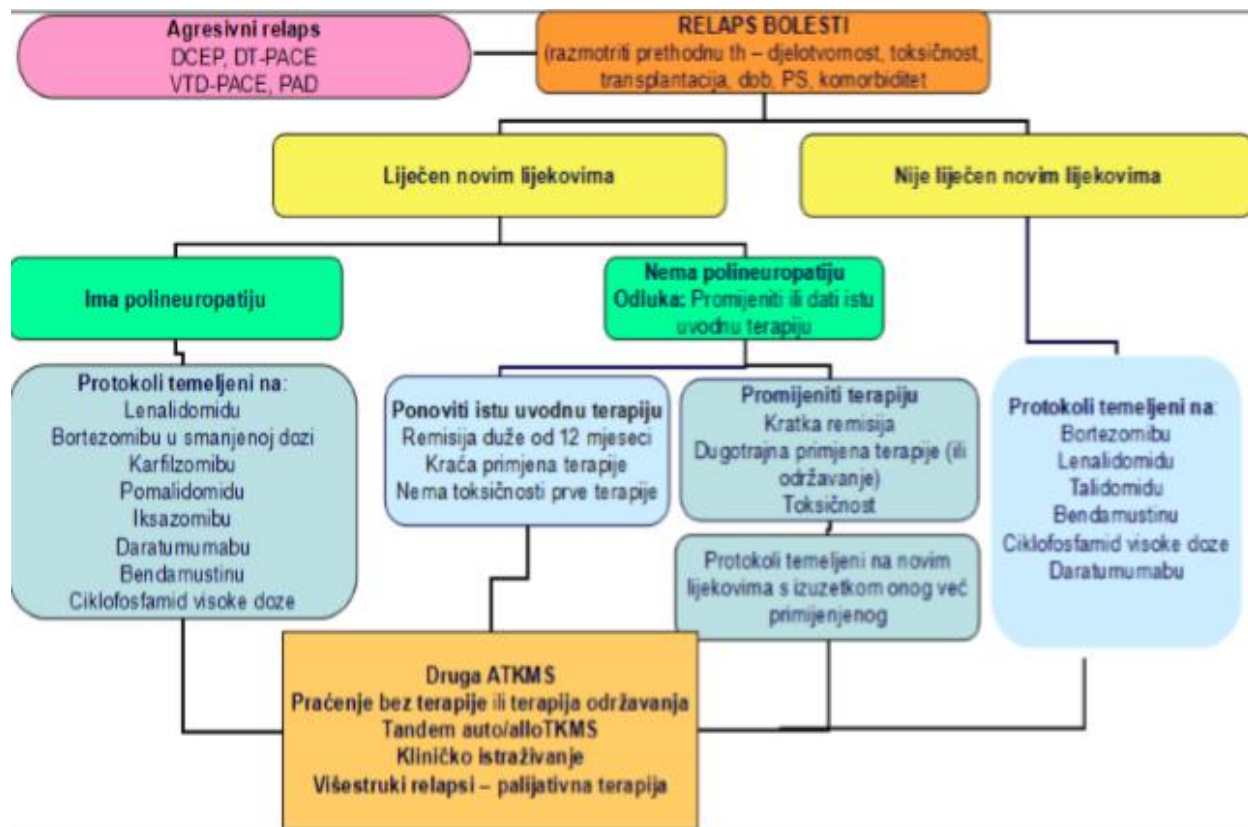 Agresivni relaps
DCEP, DT-PACE
VTD-PACE, PAD
RELAPS BOLESTI
(razmotriti prethodnu th – djelotvornost, toksičnost,
transplantacija, dob, PS, komorbiditet
Liječen novim lijekovima
Nije liječen novim lijekovima
Ima polineuropatiju
Nema polineuropatiju
Odluka: Promijeniti ili dati istu
uvodnu terapiju
Protokoli temeljeni na:
Lenalidomidu
Bortezomibu u smanjenoj dozi
Karfilzomibu
Pomalidomidu
Iksazomibu
Daratumumabu
Bendamustinu
Ciklofosfamid visoke doze
Ponoviti istu uvodnu terapiju
Remisija duže od 12 mjeseci
Kraća primjena terapije
Nema toksičnosti prve terapije
Promijeniti terapiju
Kratka remisija
Dugotrajna primjena terapije (ili
održavanje)
Toksičnost
Protokoli temeljeni na novim
lijekovima s izuzetkom onog već
primijenjenog
Protokoli temeljeni na:
Bortezomibu
Lenalidomidu
Talidomidu
Bendamustinu
Ciklofosfamid visoke doze
Daratumumabu
Druga ATKMS
Praćenje bez terapije ili terapija održavanja
Tandem auto/alloTKMS
Kliničko istraživanje
Višestruki relapsi – palijativna terapija